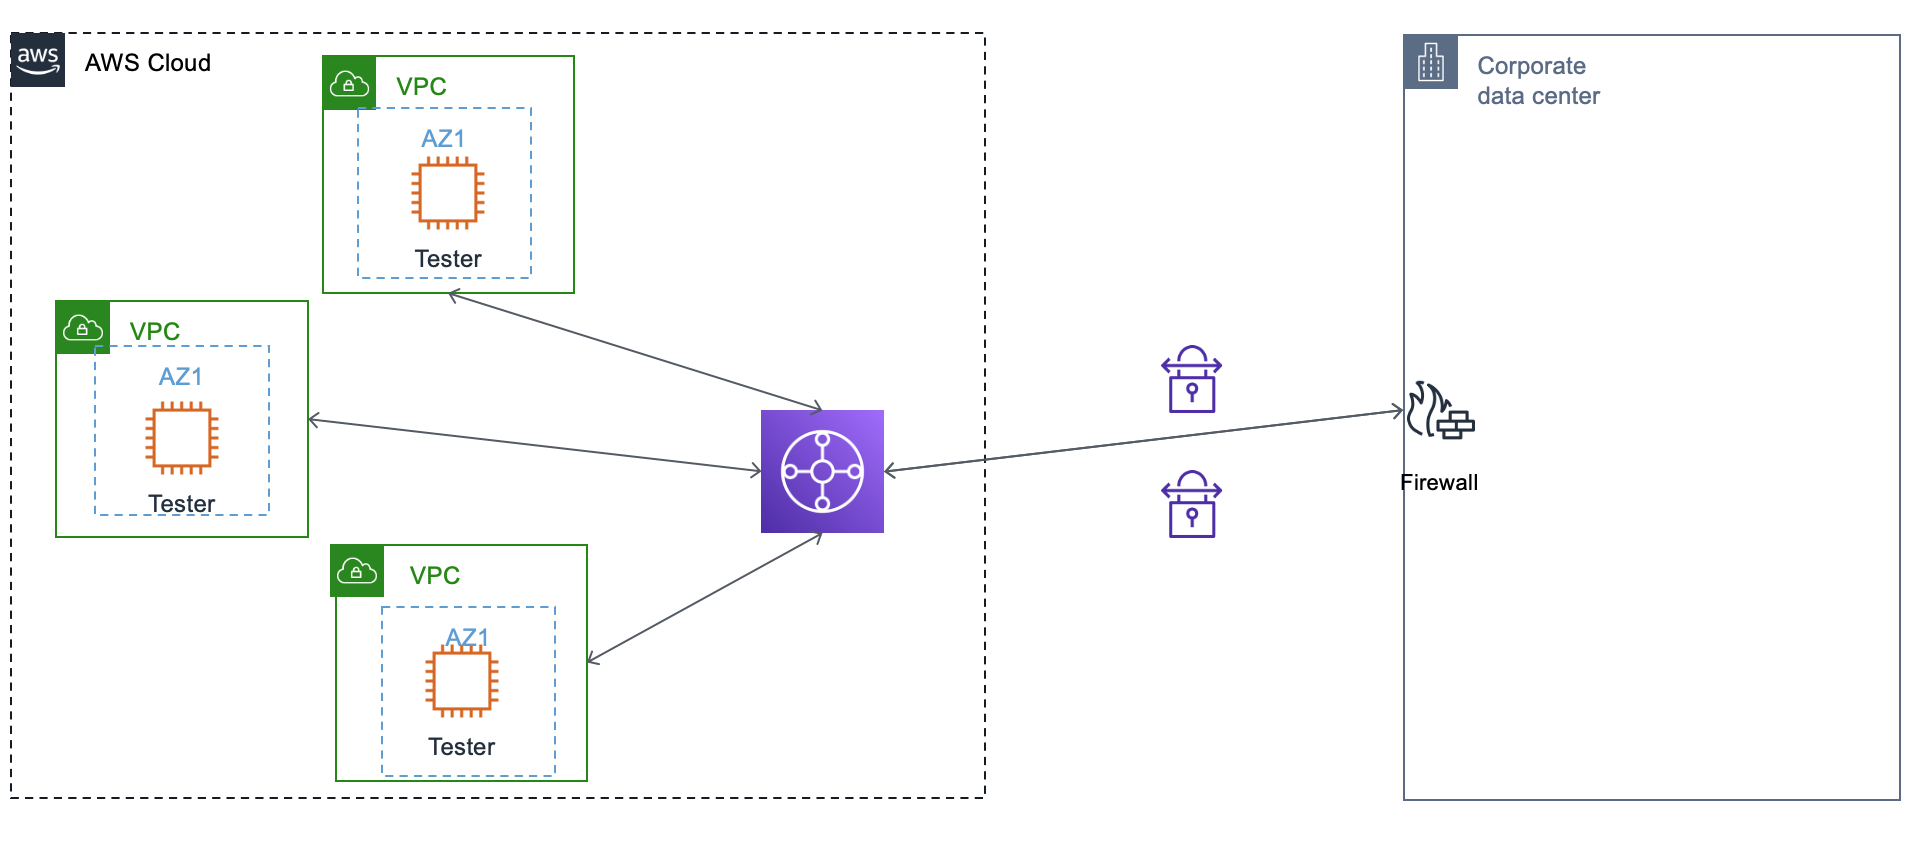 aws
AWS Cloud
VPC
AZ1
Tester
VPC
AZ1
Tester
VPC
AZ1
Tester
Corporate
data center
Firewall